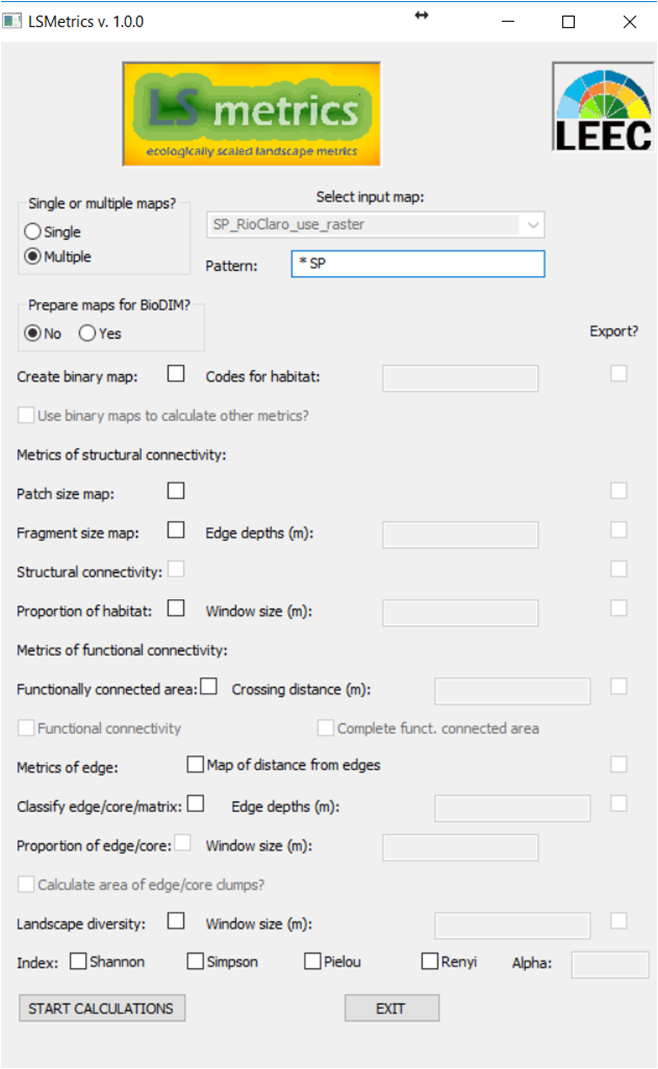 LSMetrics v. 1.0.0
LS metrics
ecologically scaled landscape metrics
LEEC
Single or multiple maps?
Select input map:
Single
SP_RioClaro_use_raster
Multiple
Pattern:
* SP
Prepare maps for BioDIM?
No
Yes
Export?
Create binary map:
Codes for habitat:
Use binary maps to calculate other metrics?
Metrics of structural connectivity:
Patch size map:
Fragment size map:
Edge depths (m):
Structural connectivity:
Proportion of habitat:
Window size (m):
Metrics of functional connectivity:
Functionally connected area:
Crossing distance (m):
Functional connectivity
Complete funct. connected area
Metrics of edge:
Map of distance from edges
Classify edge/core/matrix:
Edge depths (m):
Proportion of edge/core:
Window size (m):
Calculate area of edge/core clumps?
Landscape diversity:
Window size (m):
Index:
Shannon
Simpson
Pielou
Renyi
Alpha:
START CALCULATIONS
EXIT